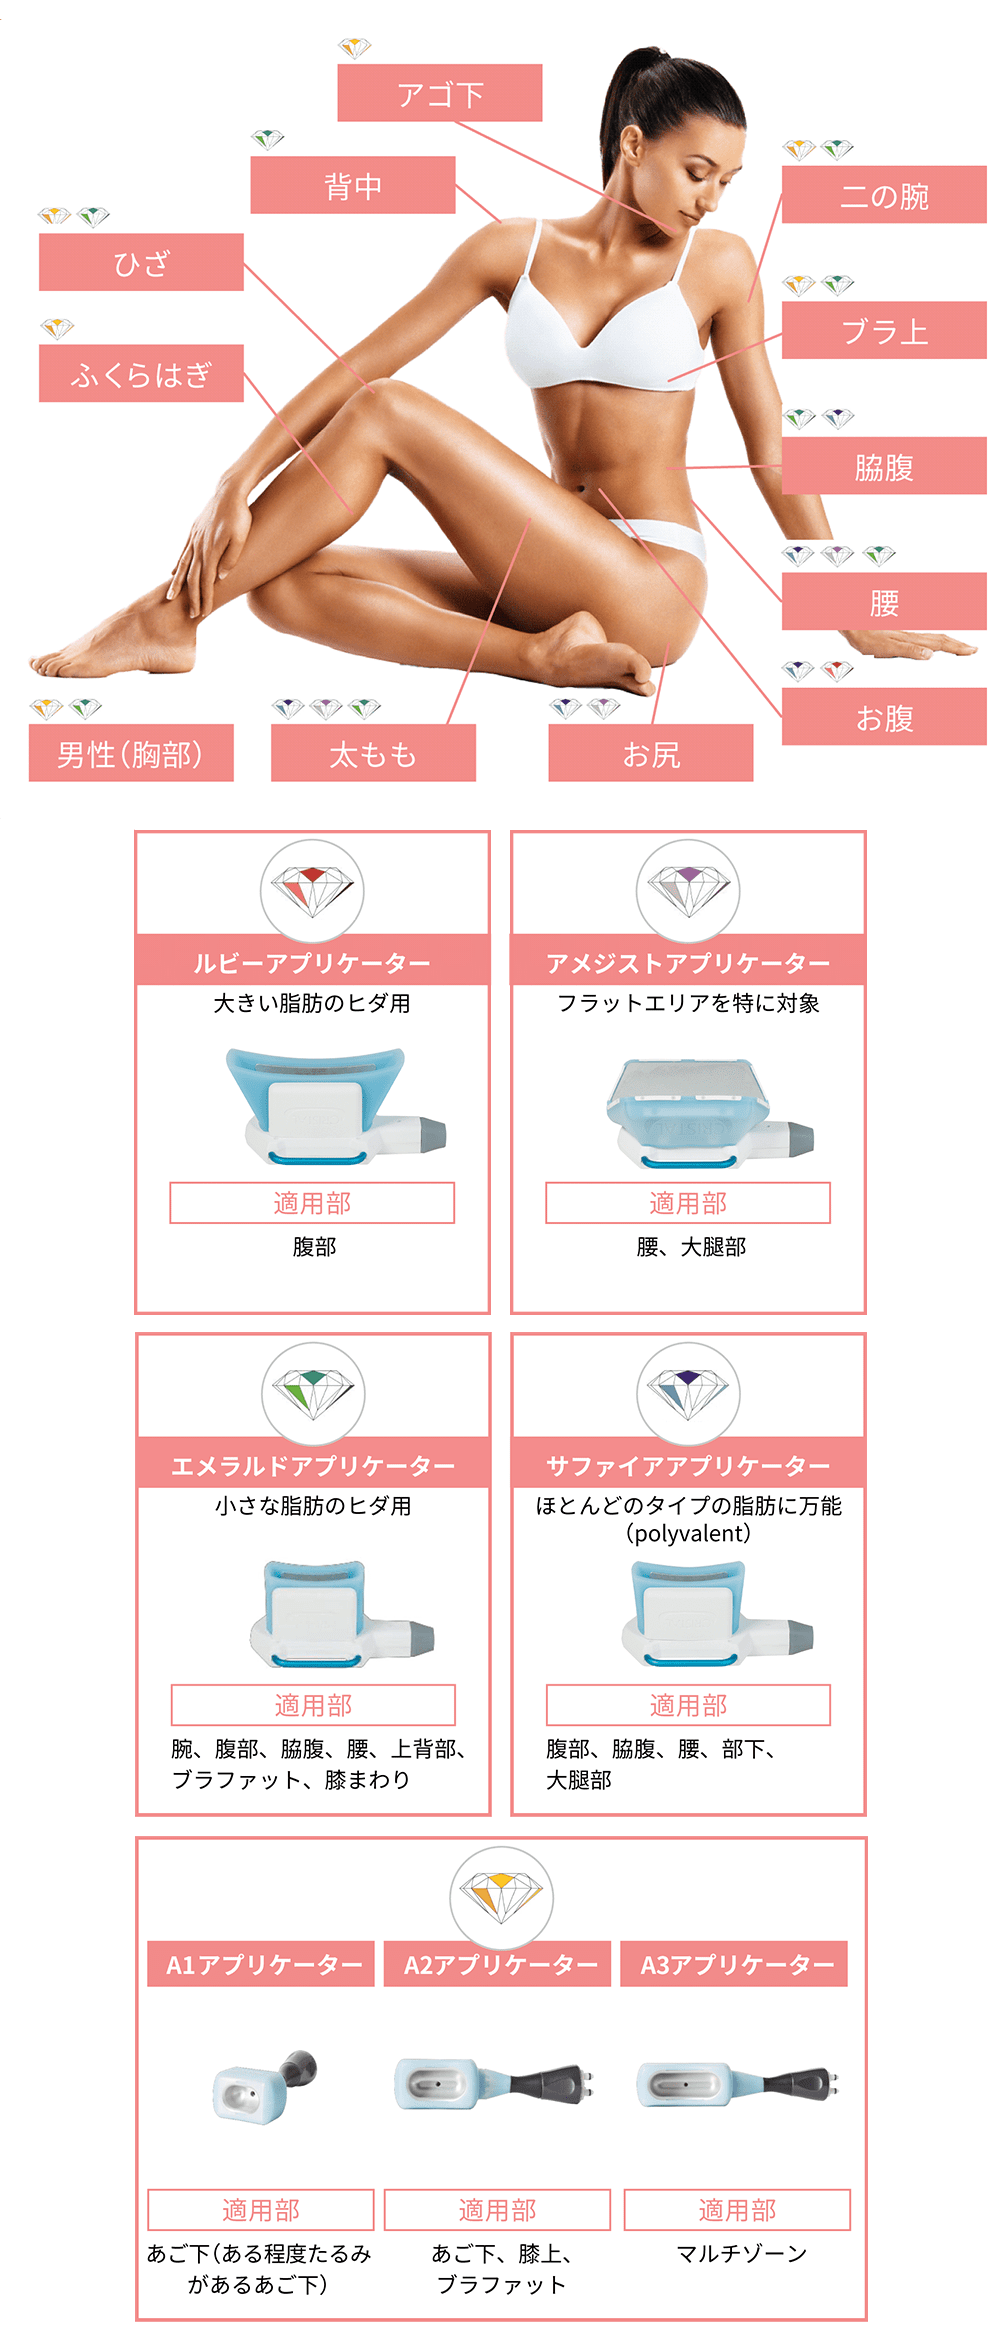 アゴ下
背中
二の腕
ひざ
ブラ上
ふくらはぎ
脇腹
腰
お腹
男性（胸部）
太もも
お尻
ルビーアプリケーター
大きい脂肪のヒダ用
適用部
腹部
アメジストアプリケーター
フラットエリアを特に対象
CRISTAL
適用部
腰、大腿部
エメラルドアプリケーター
小さな脂肪のヒダ用
適用部
腕、腹部、脇腹、腰、上背部、
ブラファット、膝まわり
サファイアアプリケーター
ほとんどのタイプの脂肪に万能
（polyvalent）
適用部
腹部、脇腹、腰、部下、
大腿部
A1アプリケーター
A2アプリケーター
A3アプリケーター
適用部
あご下（ある程度たるみ
があるあご下）
適用部
あご下、膝上、
ブラファット
適用部
マルチゾーン